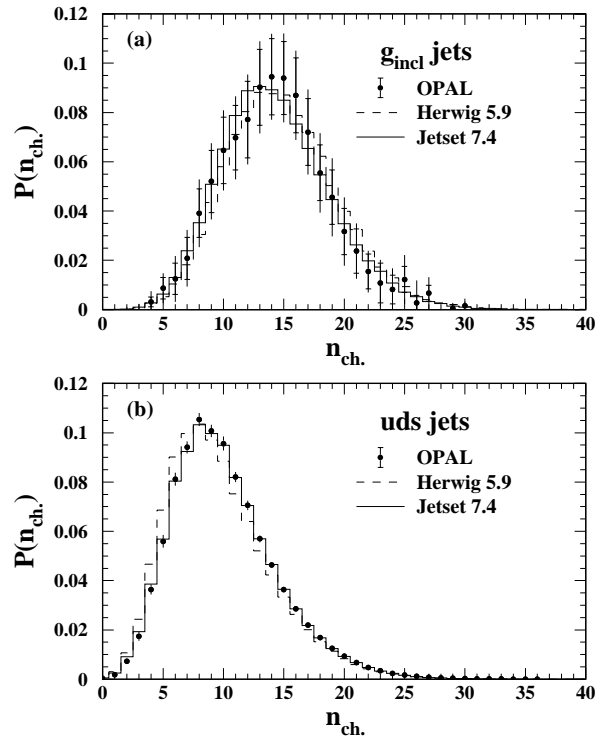 (a)
g_incl jets
OPAL
Herwig 5.9
Jetset 7.4
P(n_ch.)
0.12
0.1
0.08
0.06
0.04
0.02
0
0 5 10 15 20 25 30 35 40
n_ch.
(b)
uds jets
OPAL
Herwig 5.9
Jetset 7.4
P(n_ch.)
0.12
0.1
0.08
0.06
0.04
0.02
0
0 5 10 15 20 25 30 35 40
n_ch.